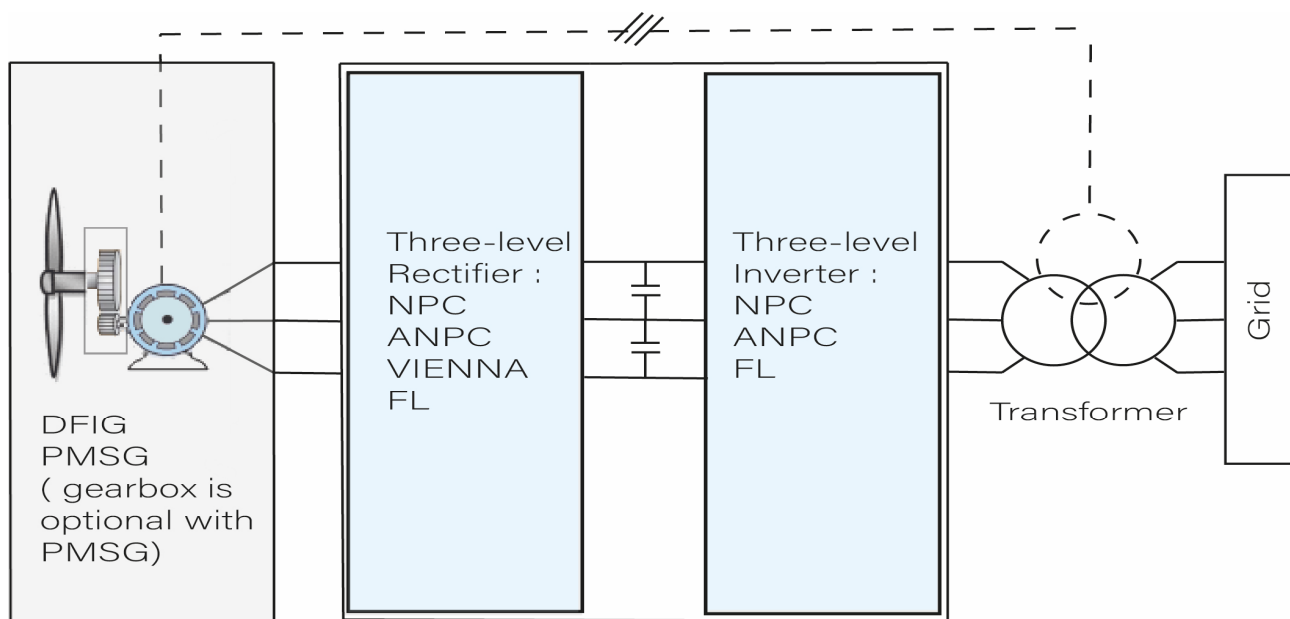 Three-level
Rectifier :
NPC
ANPC
VIENNA
FL
Three-level
Inverter :
NPC
ANPC
FL
Grid
Transformer
DFIG
PMSG
( gearbox is
optional with
PMSG)